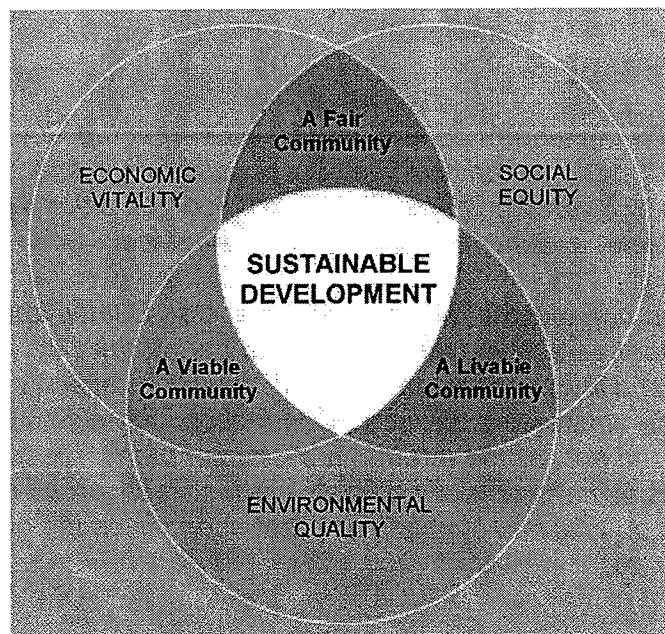 A Fair
Community
ECONOMIC
VITALITY
SOCIAL
EQUITY
SUSTAINABLE
DEVELOPMENT
A Viable
Community
A Livable
Community
ENVIRONMENTAL
QUALITY